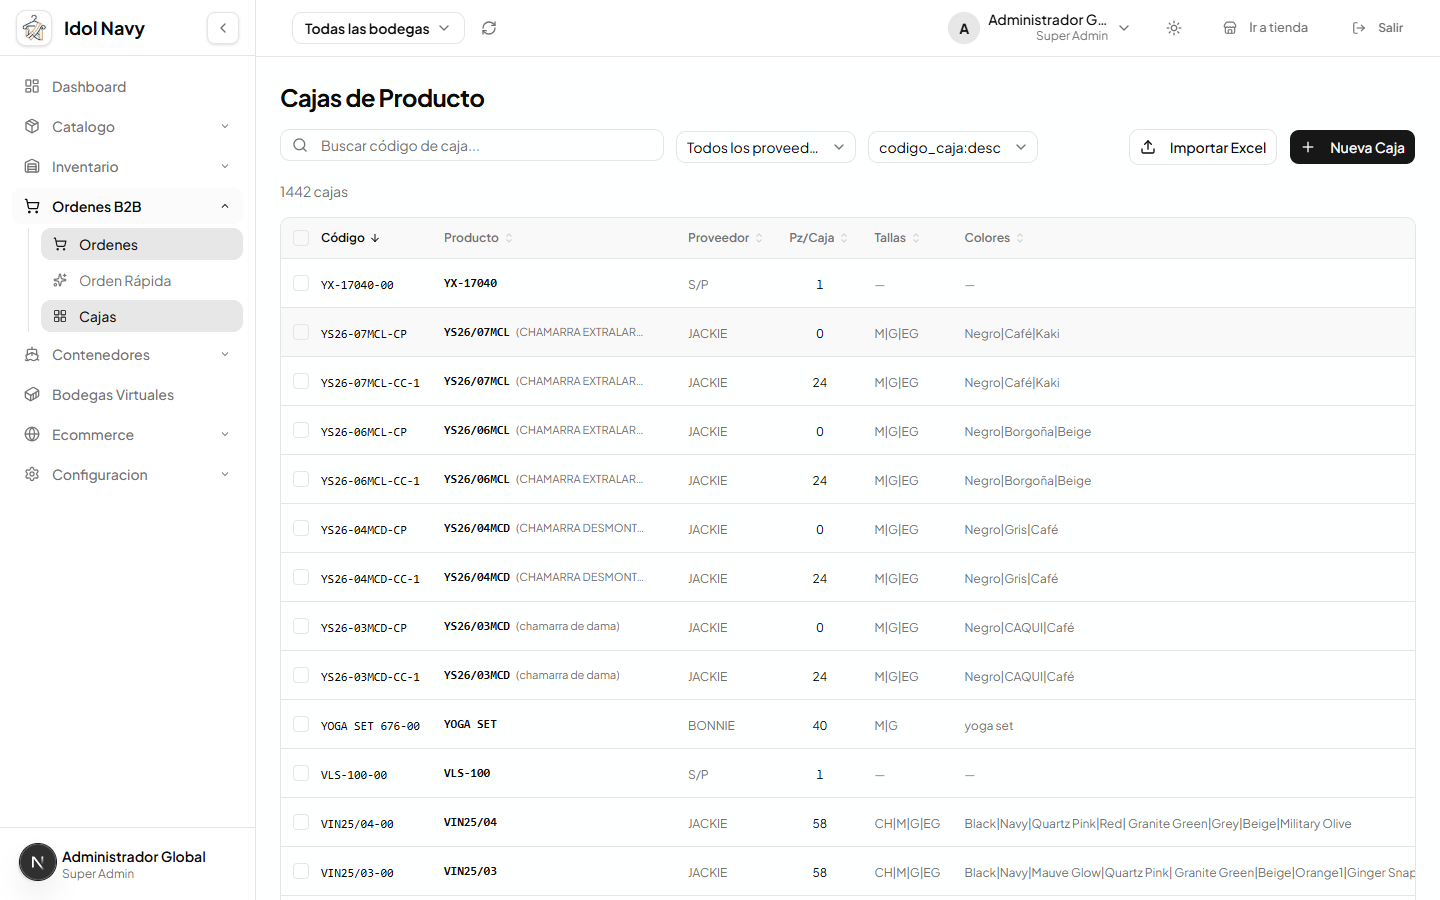 Idol Navy
Todas las bodegas
A
Administrador G...
Super Admin
Ir a tienda
Salir
Dashboard
Catalogo
Inventario
Ordenes B2B
Ordenes
Orden Rápida
Cajas
Contenedores
Bodegas Virtuales
Ecommerce
Configuracion
N
Administrador Global
Super Admin
Cajas de Producto
Buscar código de caja...
Todos los proveed...
codigo_caja:desc
Importar Excel
Nueva Caja
1442 cajas
Código Producto Proveedor Pz/Caja Tallas Colores
YX-17040-00 YX-17040 S/P 1 — —
YS26-07MCL-CP YS26/07MCL (CHAMARRA EXTRALAR... JACKIE 0 M|G|EG Negro|Café|Kaki
YS26-07MCL-CC-1 YS26/07MCL (CHAMARRA EXTRALAR... JACKIE 24 M|G|EG Negro|Café|Kaki
YS26-06MCL-CP YS26/06MCL (CHAMARRA EXTRALAR... JACKIE 0 M|G|EG Negro|Borgoña|Beige
YS26-06MCL-CC-1 YS26/06MCL (CHAMARRA EXTRALAR... JACKIE 24 M|G|EG Negro|Borgoña|Beige
YS26-04MCD-CP YS26/04MCD (CHAMARRA DESMONT... JACKIE 0 M|G|EG Negro|Gris|Café
YS26-04MCD-CC-1 YS26/04MCD (CHAMARRA DESMONT... JACKIE 24 M|G|EG Negro|Gris|Café
YS26-03MCD-CP YS26/03MCD (chamarra de dama) JACKIE 0 M|G|EG Negro|CAQUI|Café
YS26-03MCD-CC-1 YS26/03MCD (chamarra de dama) JACKIE 24 M|G|EG Negro|CAQUI|Café
YOGA SET 676-00 YOGA SET BONNIE 40 M|G yoga set
VLS-100-00 VLS-100 S/P 1 — —
VIN25/04-00 VIN25/04 JACKIE 58 CH|M|G|EG Black|Navy|Quartz Pink|Red| Granite Green|Grey|Beige|Military Olive
VIN25/03-00 VIN25/03 JACKIE 58 CH|M|G|EG Black|Navy|Mauve Glow|Quartz Pink| Granite Green|Beige|Orange1|Ginger Snap